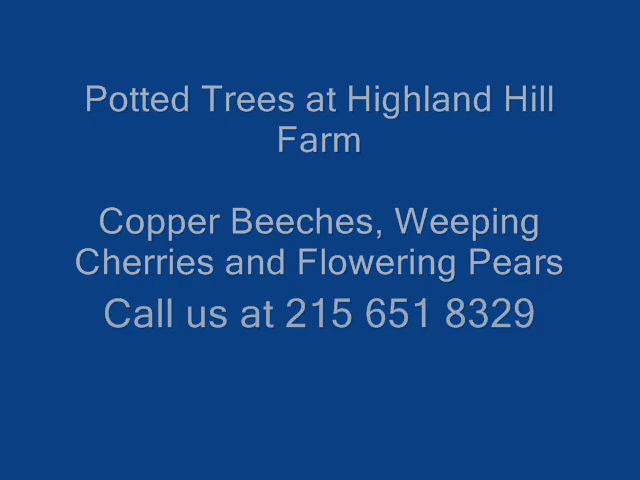 Potted Trees at Highland Hill
Farm
Copper Beeches, Weeping
Cherries and Flowering Pears
Call us at 215 651 8329